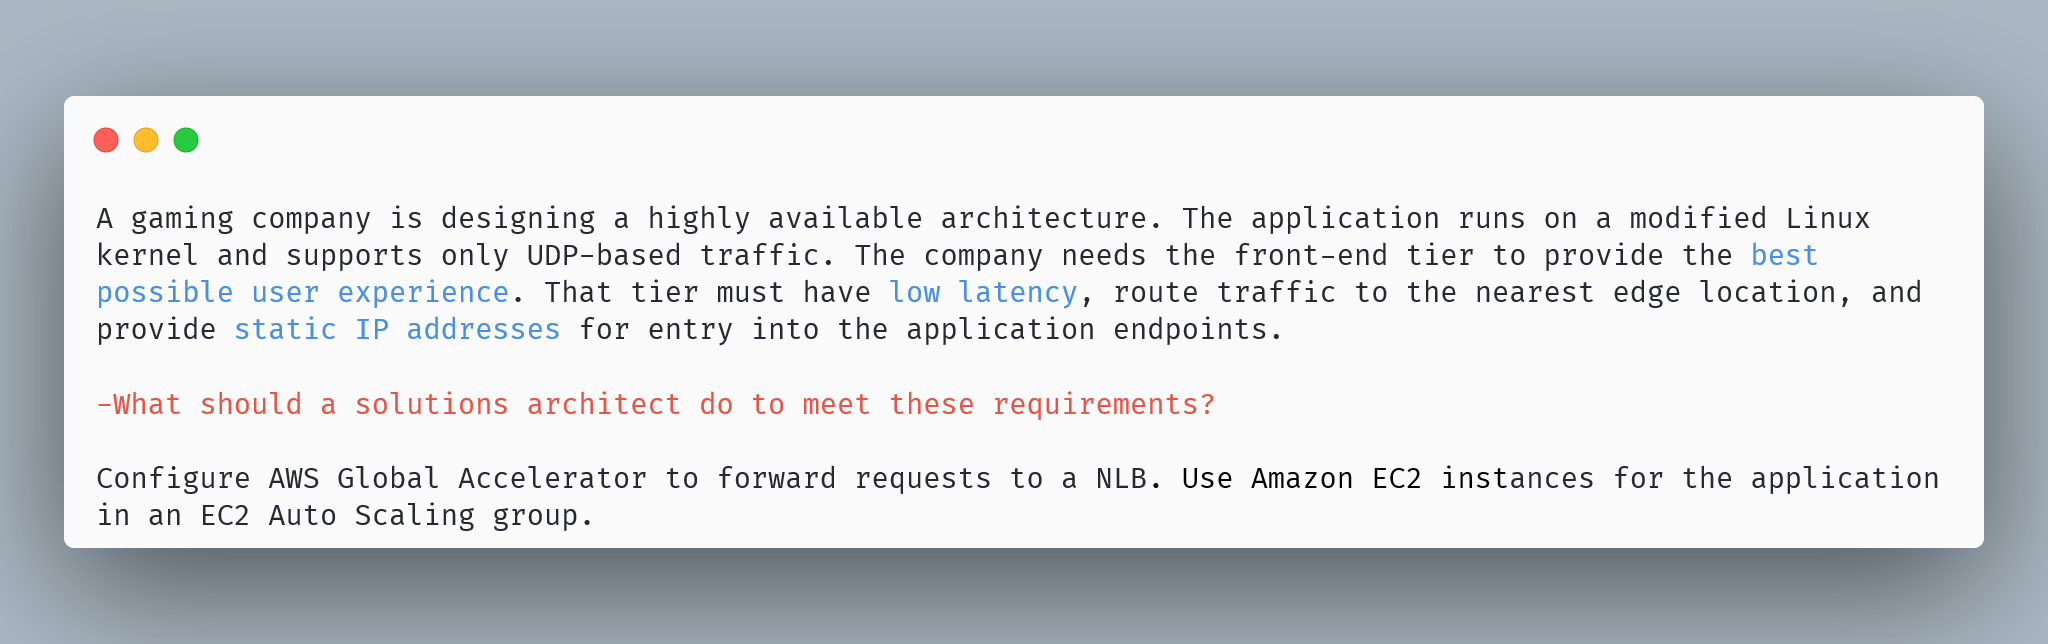 A gaming company is designing a highly available architecture. The application runs on a modified Linux
kernel and supports only UDP-based traffic. The company needs the front-end tier to provide the best
possible user experience. That tier must have low latency, route traffic to the nearest edge location, and
provide static IP addresses for entry into the application endpoints.
-What should a solutions architect do to meet these requirements?
Configure AWS Global Accelerator to forward requests to a NLB. Use Amazon EC2 instances for the application
in an EC2 Auto Scaling group.